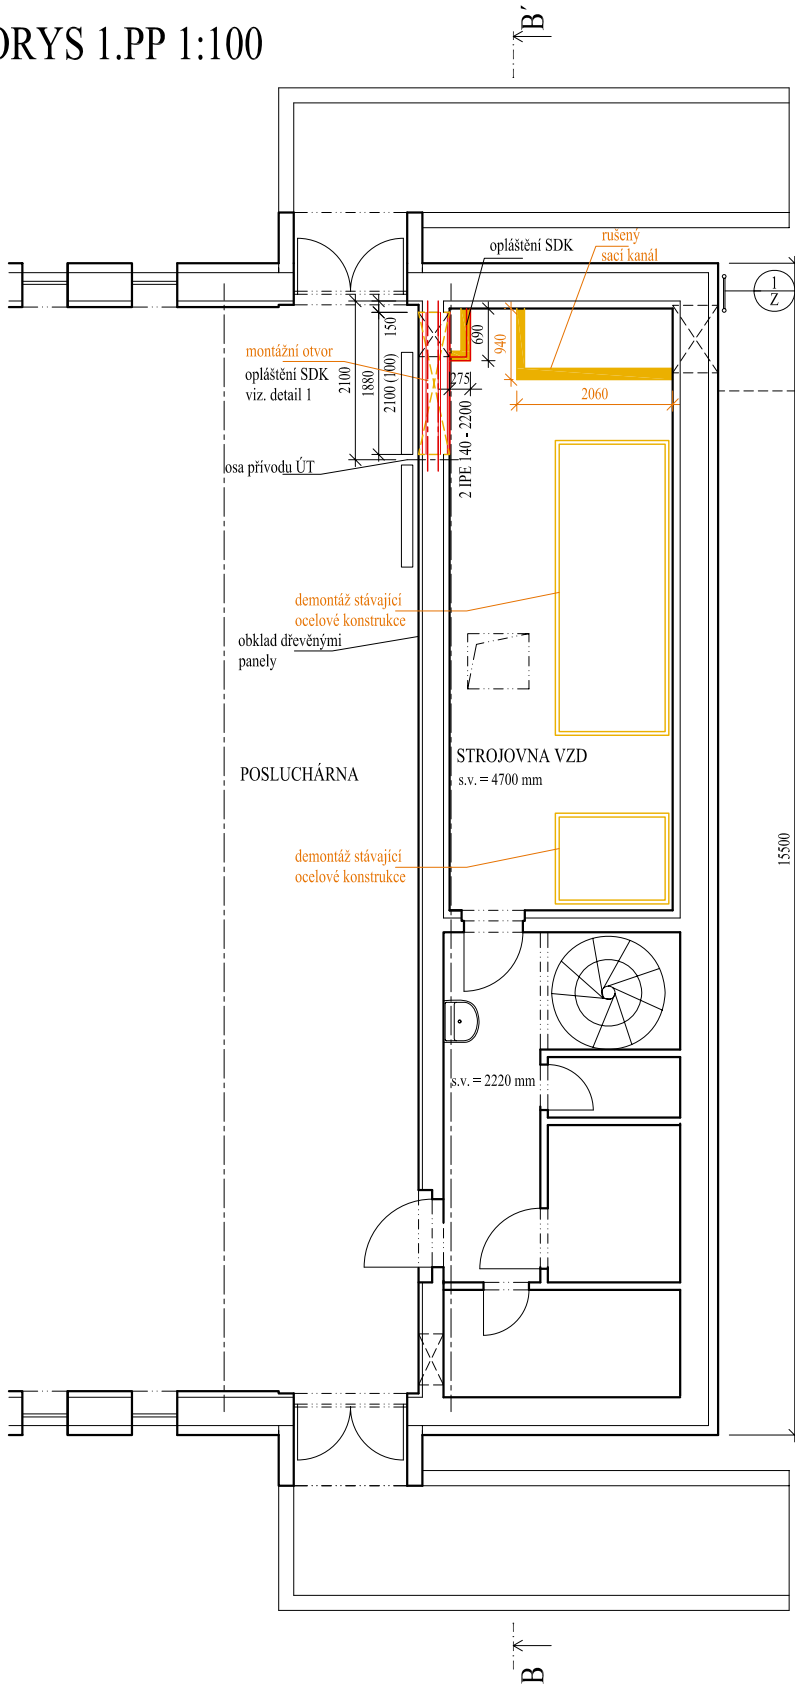 B´
ORYS 1.PP 1:100
opláštění SDK
rušený
sací kanál
1
Z
150
690
940
montážní otvor
opláštění SDK
viz. detail 1
2100
1880
2100 (100)
275
2060
2 IPE 140 - 2200
osa přívodu ÚT
demontáž stávající
ocelové konstrukce
obklad dřevěnými
panely
POSLUCHÁRNA
STROJOVNA VZD
s.v. = 4700 mm
15500
demontáž stávající
ocelové konstrukce
s.v. = 2220 mm
B